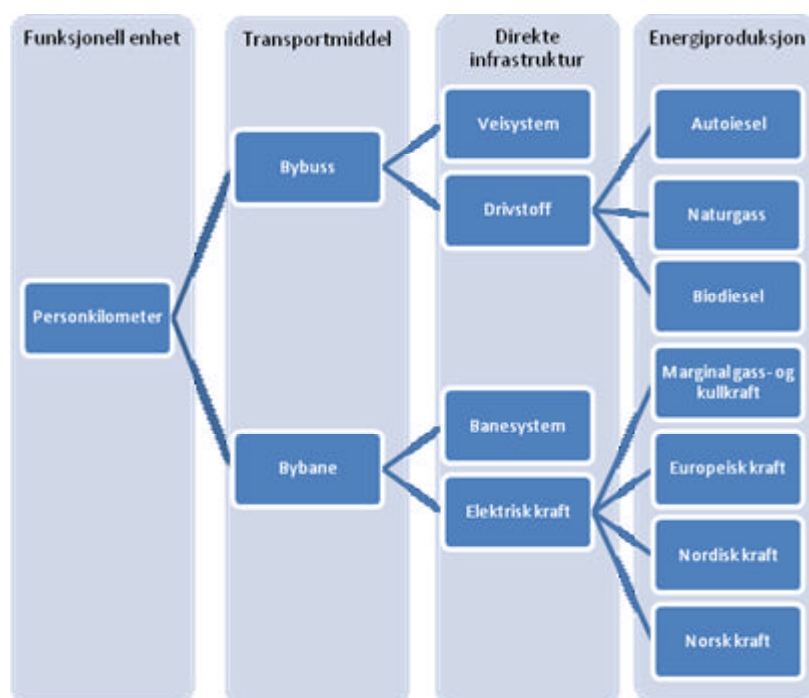 Funksjonell enhet
Transportmiddel
Direkte
infrastruktur
Energiproduksjon
Personkilometer
Bybuss
Bybane
Veisystem
Drivstoff
Banesystem
Elektrisk kraft
Autoiesel
Naturgass
Biodiesel
Marginal gass- og
kullkraft
Europeisk kraft
Nordisk kraft
Norsk kraft